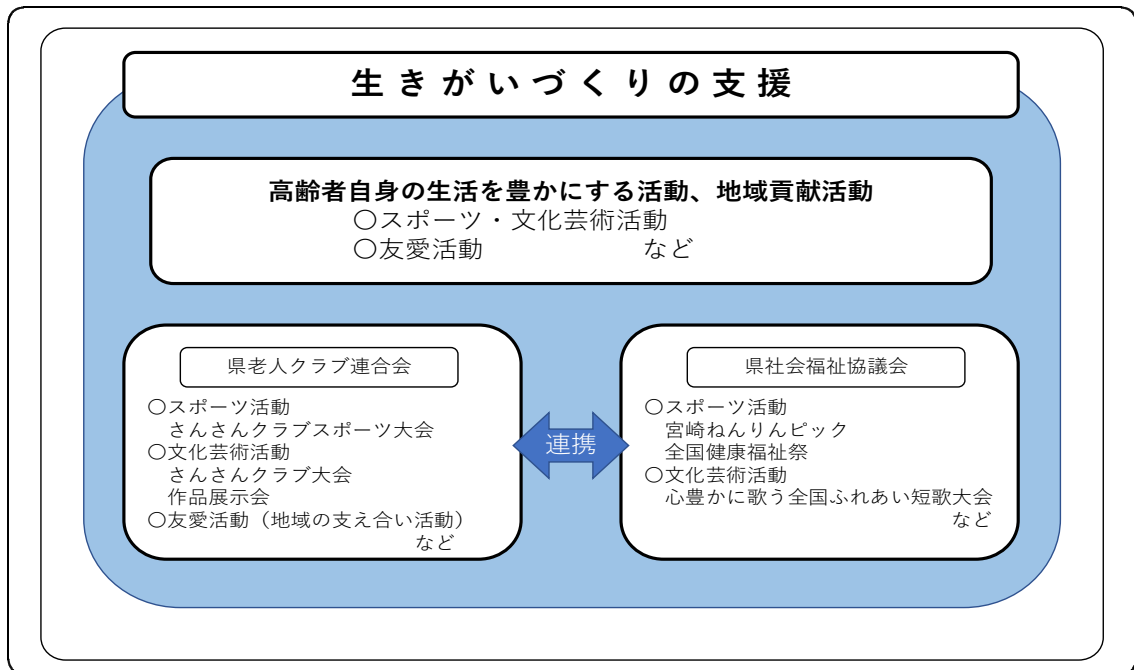 生きがいづくりの支援
高齢者自身の生活を豊かにする活動、地域貢献活動
〇スポーツ・文化芸術活動
〇友愛活動　　　　　　など
県老人クラブ連合会
〇スポーツ活動
さんさんクラブスポーツ大会
〇文化芸術活動
さんさんクラブ大会
作品展示会
〇友愛活動（地域の支え合い活動）
など
連携
県社会福祉協議会
〇スポーツ活動
宮崎ねんりんピック
全国健康福祉祭
〇文化芸術活動
心豊かに歌う全国ふれあい短歌大会
など